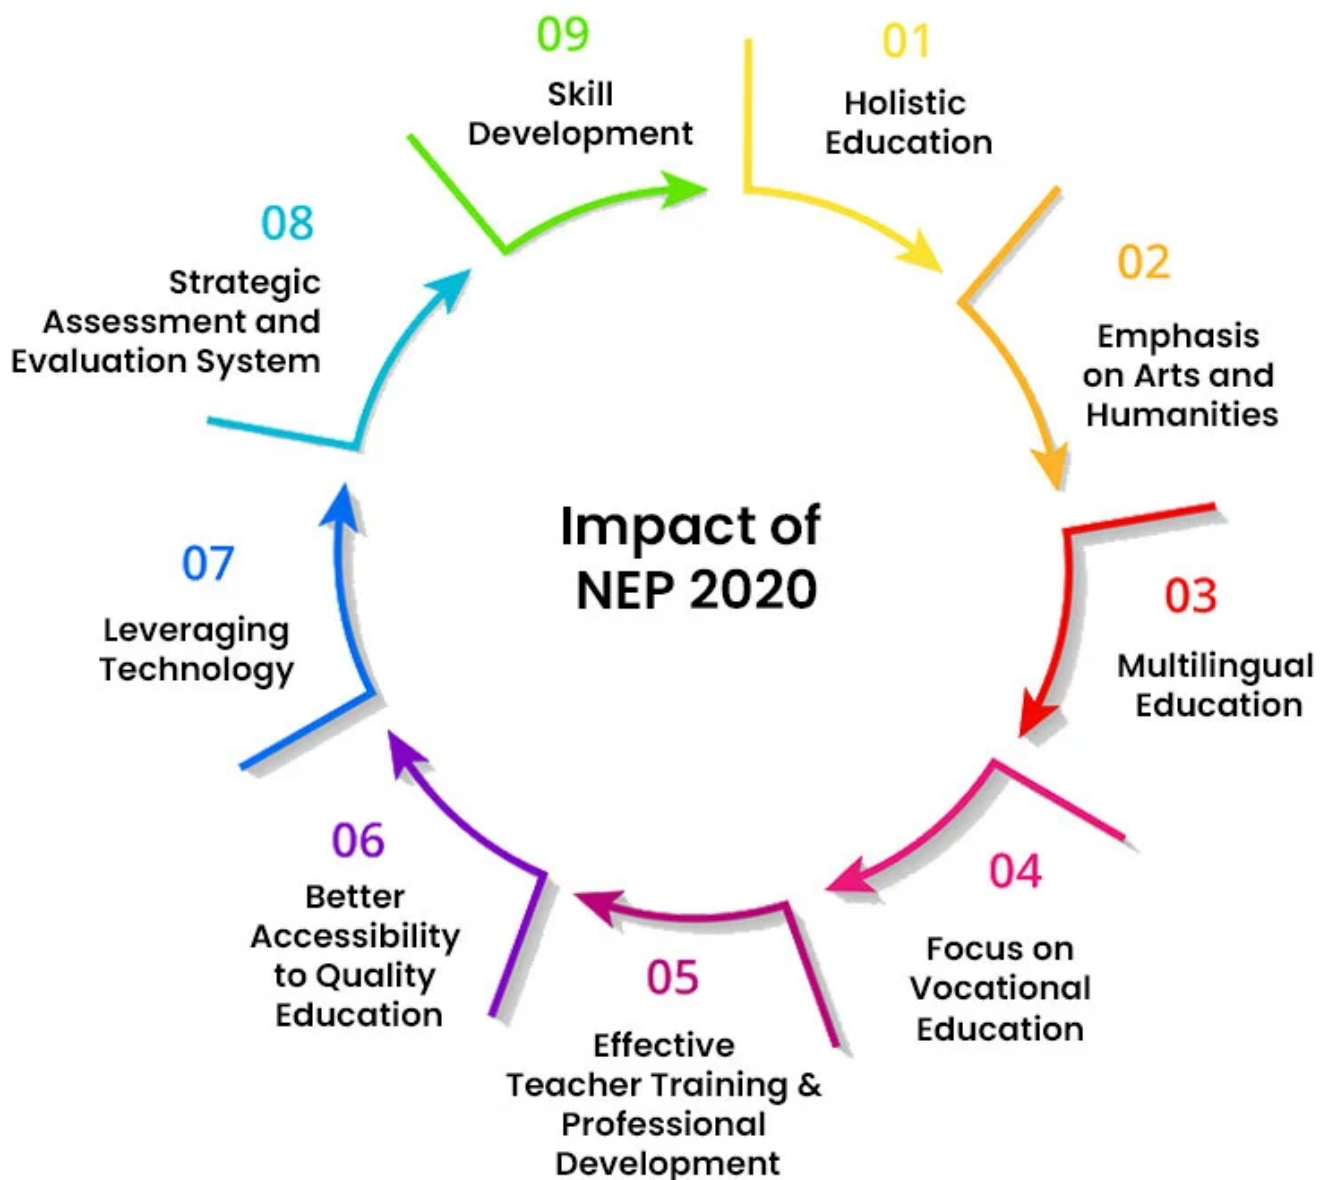 Impact of
NEP 2020
01
Holistic
Education
02
Emphasis
on Arts and
Humanities
03
Multilingual
Education
04
Focus on
Vocational
Education
05
Effective
Teacher Training &
Professional
Development
06
Better
Accessibility
to Quality
Education
07
Leveraging
Technology
08
Strategic
Assessment and
Evaluation System
09
Skill
Development